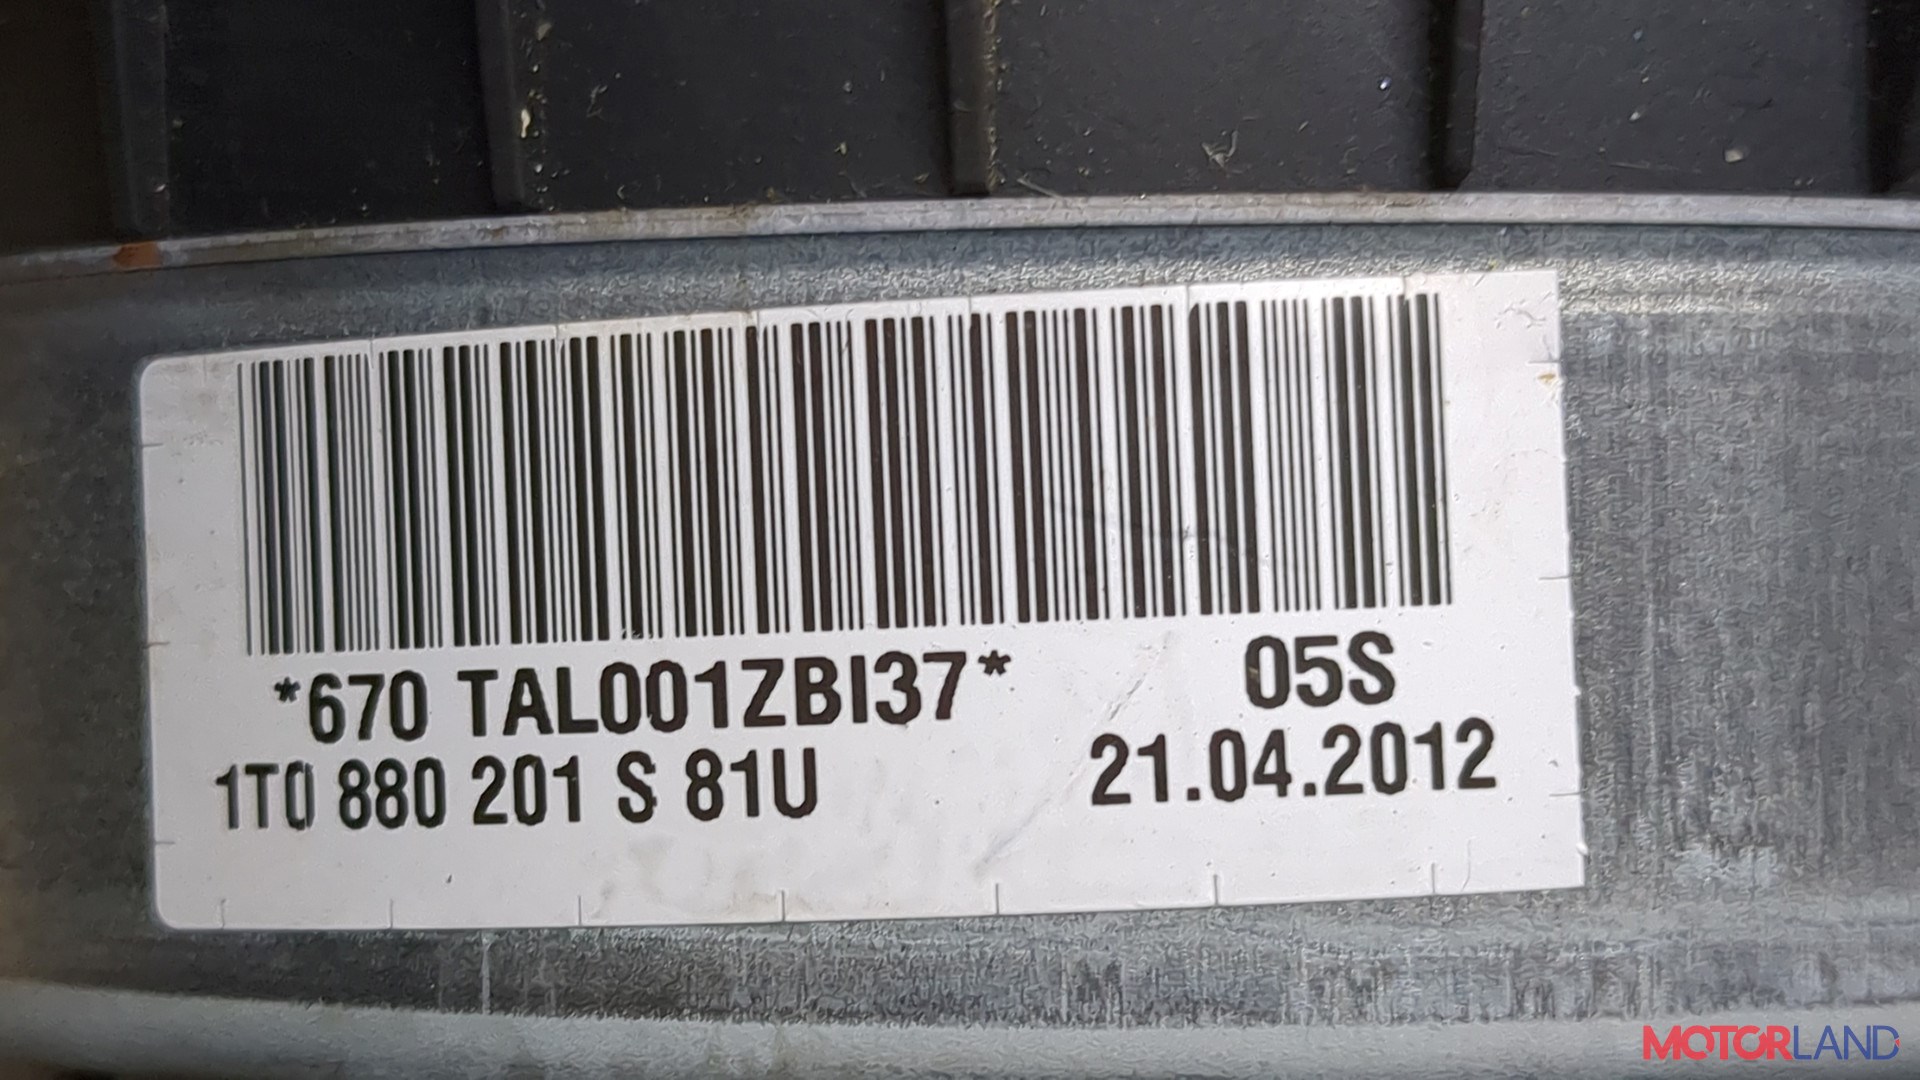 *670 TAL001ZBI37* 05S
1T0 880 201 S 81U 21.04.2012
MOTORLAND